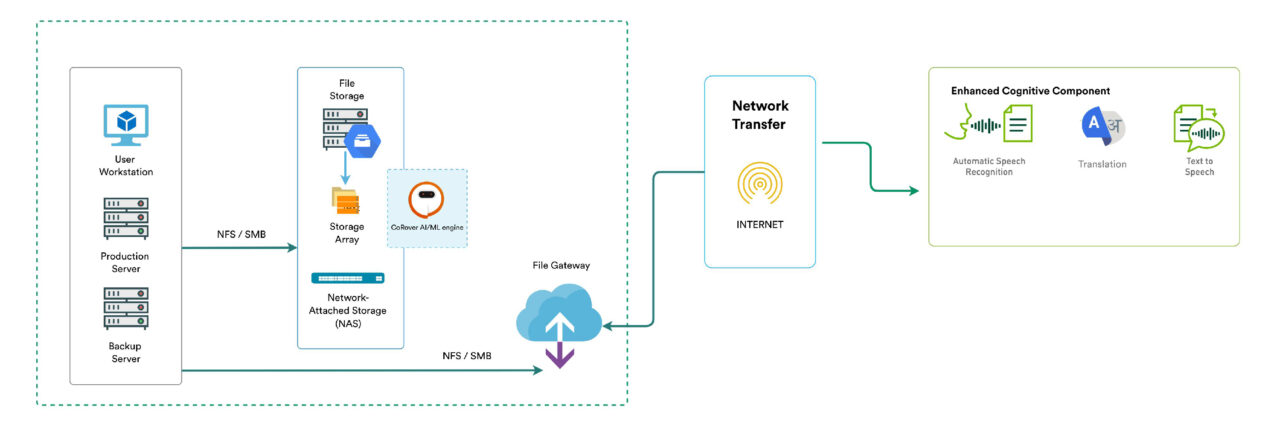 User
Workstation
Production
Server
Backup
Server
NFS / SMB
File
Storage
Storage
Array
Network-
Attached Storage
(NAS)
CoRover AI/ML engine
NFS / SMB
File Gateway
Network
Transfer
INTERNET
Enhanced Cognitive Component
A अ
Automatic Speech
Recognition
Translation
Text to
Speech